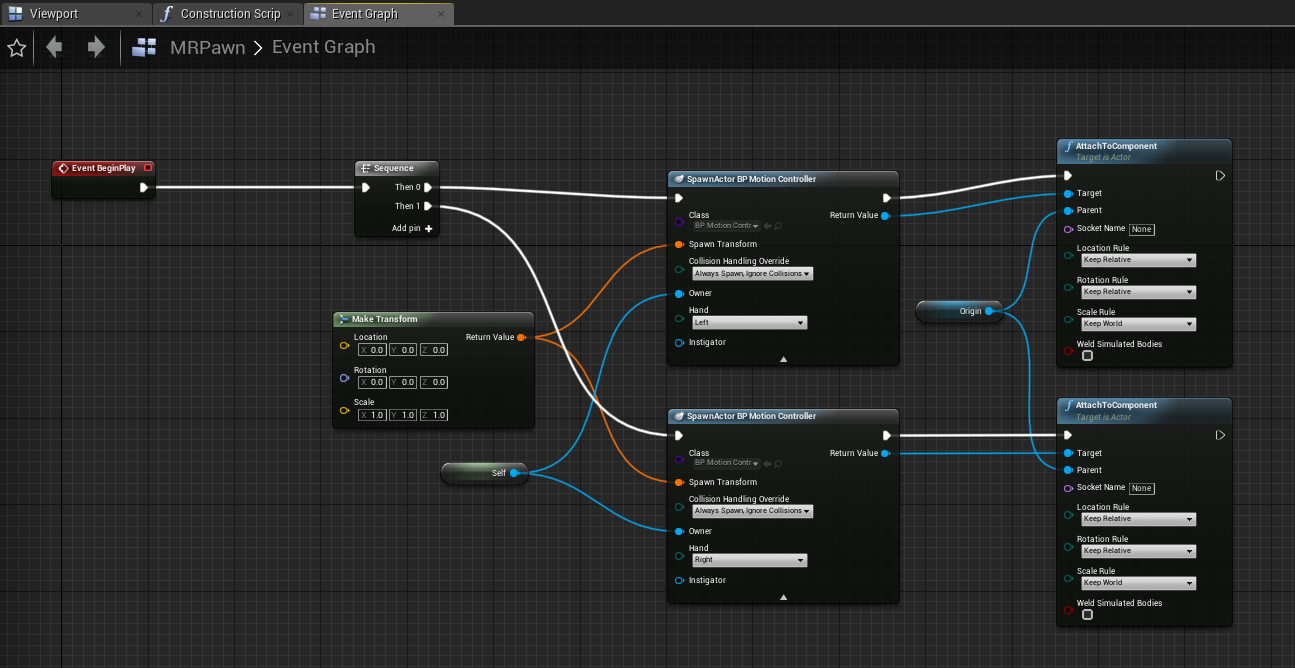 Viewport
Construction Scrip
Event Graph
MRPawn > Event Graph
Event BeginPlay
Sequence
Then 0
Then 1
Add pin
Make Transform
Location
Return Value
X 0.0 Y 0.0 Z 0.0
Rotation
X 0.0 Y 0.0 Z 0.0
Scale
X 1.0 Y 1.0 Z 1.0
Self
SpawnActor BP Motion Controller
Class
Return Value
BP Motion Contr
Spawn Transform
Collision Handling Override
Always Spawn, Ignore Collisions
Owner
Hand
Left
Instigator
SpawnActor BP Motion Controller
Class
Return Value
BP Motion Contr
Spawn Transform
Collision Handling Override
Always Spawn, Ignore Collisions
Owner
Hand
Right
Instigator
Origin
AttachToComponent
Target is Actor
Target
Parent
Socket Name None
Location Rule
Keep Relative
Rotation Rule
Keep Relative
Scale Rule
Keep World
Weld Simulated Bodies
AttachToComponent
Target is Actor
Target
Parent
Socket Name None
Location Rule
Keep Relative
Rotation Rule
Keep Relative
Scale Rule
Keep World
Weld Simulated Bodies